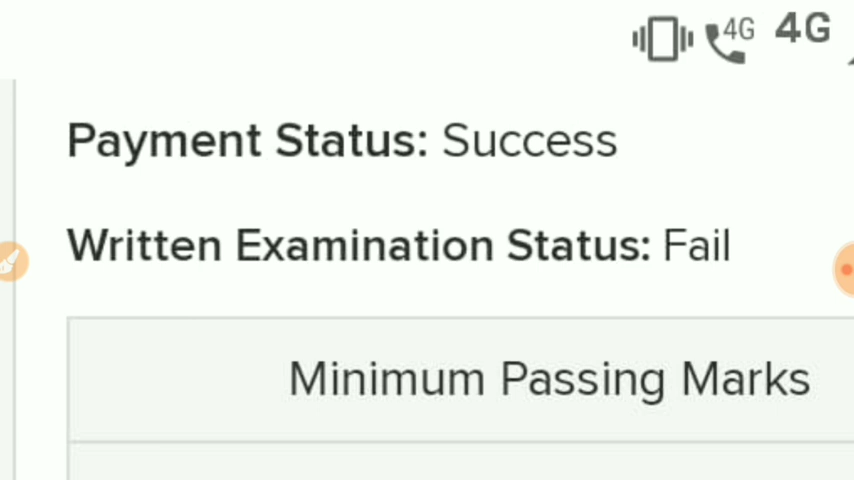 4G 4G
Payment Status: Success
Written Examination Status: Fail
Minimum Passing Marks